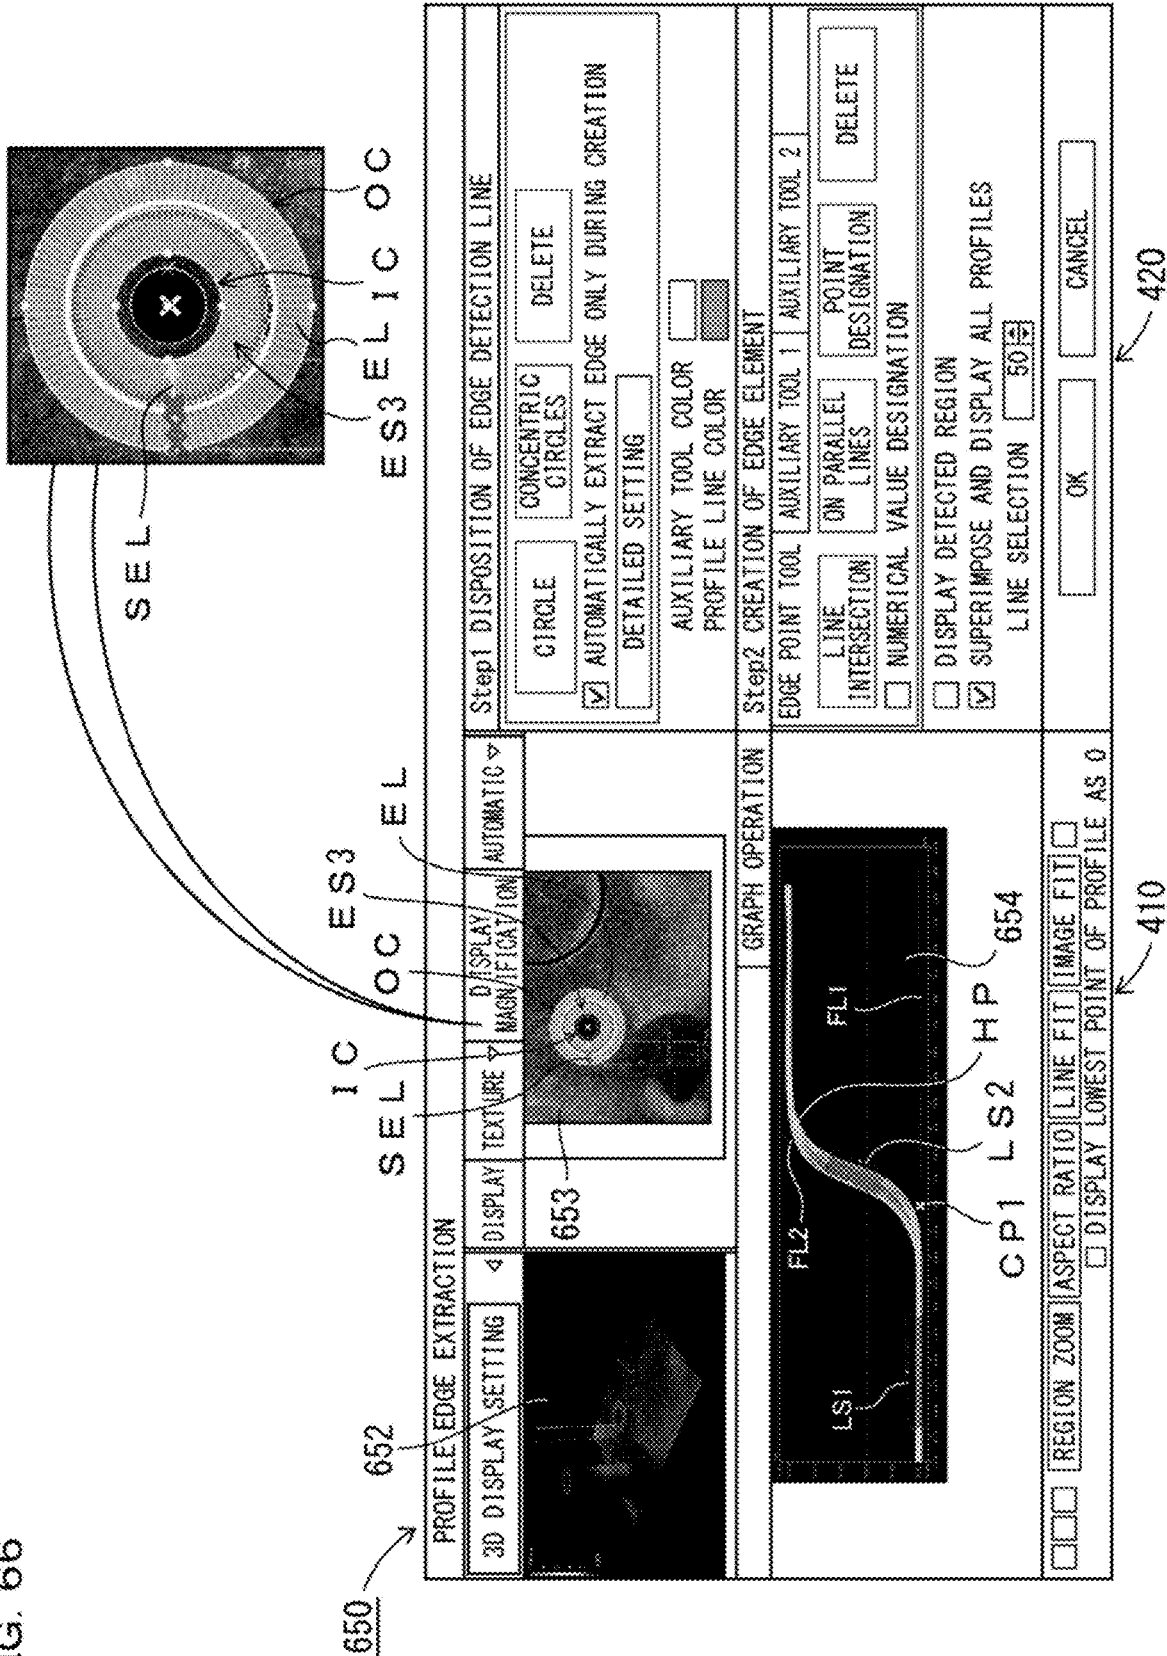 IG. 66
650
PROFILE EDGE EXTRACTION
3D DISPLAY SETTING
DISPLAY
TEXTURE
DISPLAY
MAGNIFICATION
AUTOMATIC
652
653
SEL
IC
OC
ES3
EL
SEL
ES3
EL
IC
OC
Step1 DISPOSITION OF EDGE DETECTION LINE
CIRCLE
CONCENTRIC
CIRCLES
DELETE
AUTOMATICALLY EXTRACT EDGE ONLY DURING CREATION
DETAILED SETTING
AUXILIARY TOOL COLOR
PROFILE LINE COLOR
GRAPH OPERATION
LS1
FL2
FL1
CP1
LS2
HP
654
Step2 CREATION OF EDGE ELEMENT
EDGE POINT TOOL
AUXILIARY TOOL 1
AUXILIARY TOOL 2
LINE
INTERSECTION
ON PARALLEL
LINES
POINT
DESIGNATION
DELETE
NUMERICAL VALUE DESIGNATION
DISPLAY DETECTED REGION
SUPERIMPOSE AND DISPLAY ALL PROFILES
LINE SELECTION 50
REGION ZOOM
ASPECT RATIO
LINE FIT
IMAGE FIT
DISPLAY LOWEST POINT OF PROFILE AS 0
OK
CANCEL
410
420